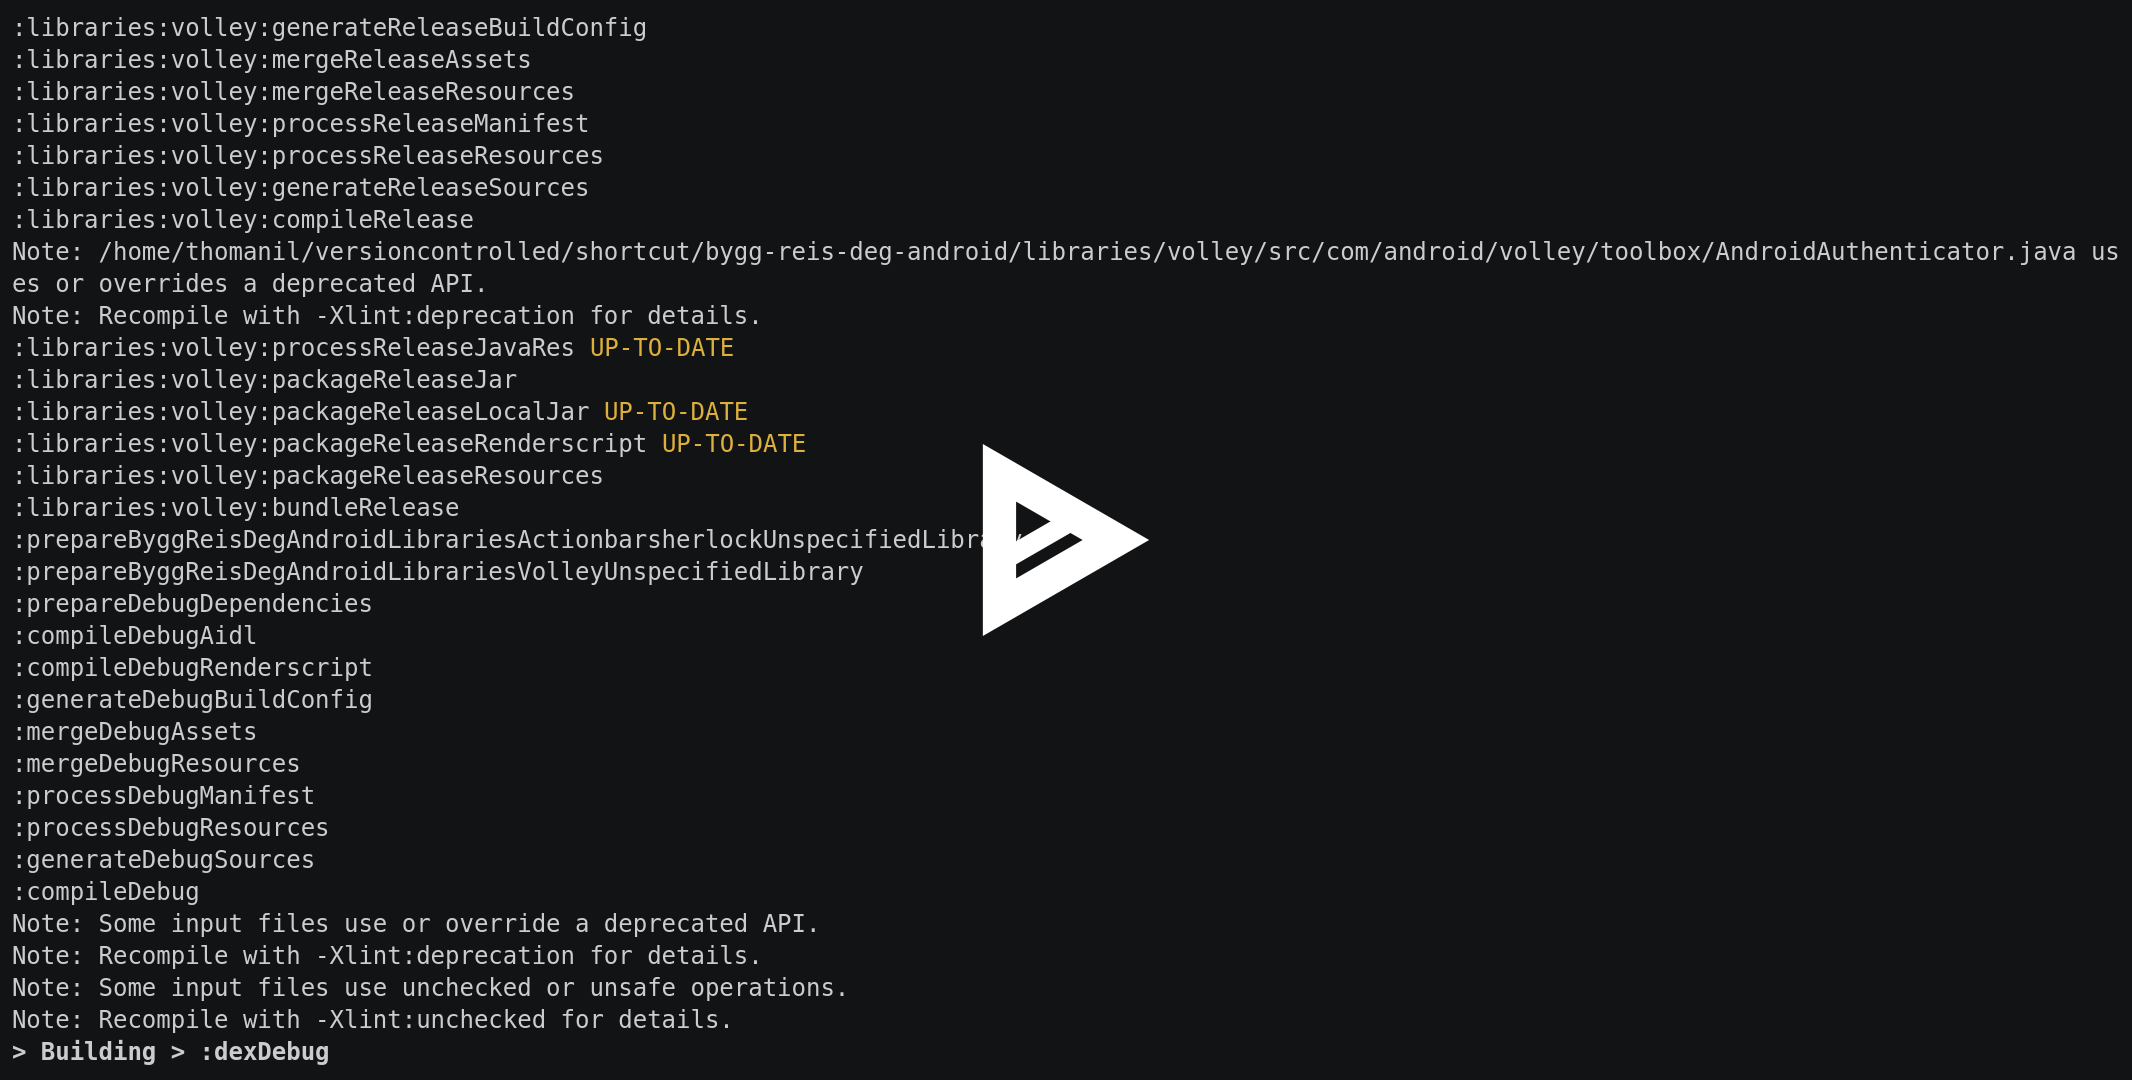 :libraries:volley:generateReleaseBuildConfig
:libraries:volley:mergeReleaseAssets
:libraries:volley:mergeReleaseResources
:libraries:volley:processReleaseManifest
:libraries:volley:processReleaseResources
:libraries:volley:generateReleaseSources
:libraries:volley:compileRelease
Note: /home/thomanil/versioncontrolled/shortcut/bygg-reis-deg-android/libraries/volley/src/com/android/volley/toolbox/AndroidAuthenticator.java us
es or overrides a deprecated API.
Note: Recompile with -Xlint:deprecation for details.
:libraries:volley:processReleaseJavaRes UP-TO-DATE
:libraries:volley:packageReleaseJar
:libraries:volley:packageReleaseLocalJar UP-TO-DATE
:libraries:volley:packageReleaseRenderscript UP-TO-DATE
:libraries:volley:packageReleaseResources
:libraries:volley:bundleRelease
:prepareByggReisDegAndroidLibrariesActionbarsherlockUnspecifiedLibrary
:prepareByggReisDegAndroidLibrariesVolleyUnspecifiedLibrary
:prepareDebugDependencies
:compileDebugAidl
:compileDebugRenderscript
:generateDebugBuildConfig
:mergeDebugAssets
:mergeDebugResources
:processDebugManifest
:processDebugResources
:generateDebugSources
:compileDebug
Note: Some input files use or override a deprecated API.
Note: Recompile with -Xlint:deprecation for details.
Note: Some input files use unchecked or unsafe operations.
Note: Recompile with -Xlint:unchecked for details.
> Building > :dexDebug